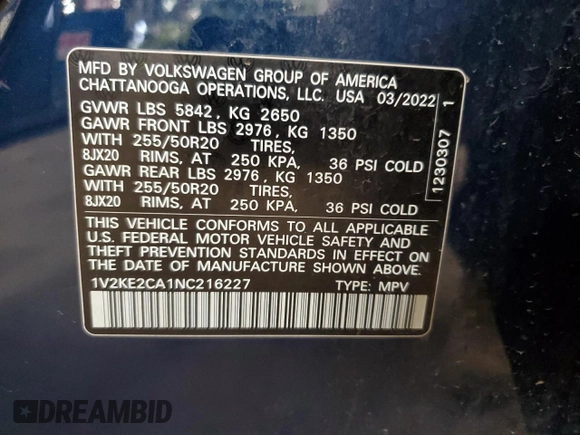 MFD BY VOLKSWAGEN GROUP OF AMERICA
CHATTANOOGA OPERATIONS, LLC. USA 03/2022
GVWR LBS 5842, KG 2650
GAWR FRONT LBS 2976, KG 1350
WITH 255/50R20 TIRES,
8JX20 RIMS, AT 250 KPA, 36 PSI COLD
GAWR REAR LBS 2976, KG 1350
WITH 255/50R20 TIRES,
8JX20 RIMS, AT 250 KPA, 36 PSI COLD
THIS VEHICLE CONFORMS TO ALL APPLICABLE
U.S. FEDERAL MOTOR VEHICLE SAFETY AND
THEFT PREVENTION STANDARDS IN EFFECT ON
THE DATE OF MANUFACTURE SHOWN ABOVE.
1V2KE2CA1NC216227 TYPE: MPV
1230307 1
DREAMBID